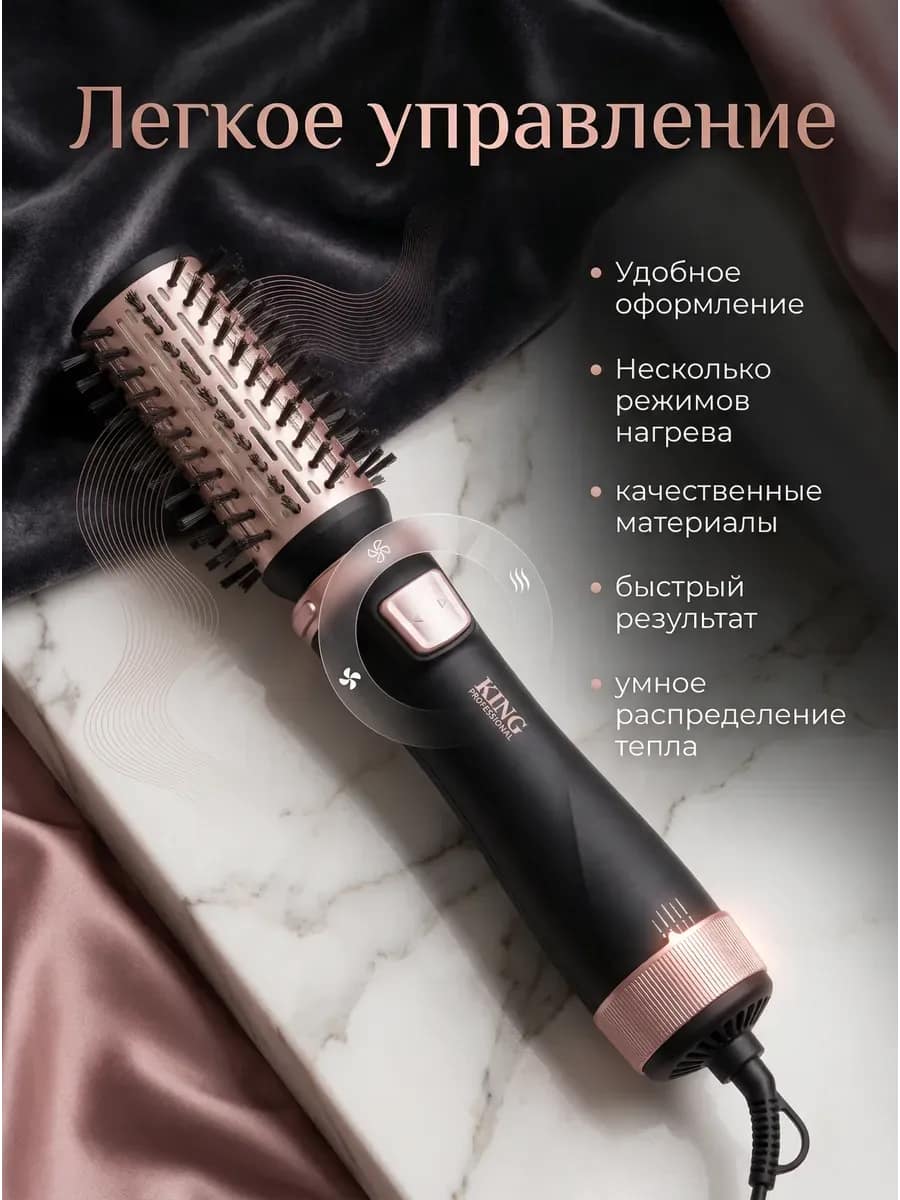 Легкое управление
Удобное
оформление
Несколько
режимов
нагрева
качественные
материалы
быстрый
результат
умное
распределение
тепла
KING
PROFESSIONAL